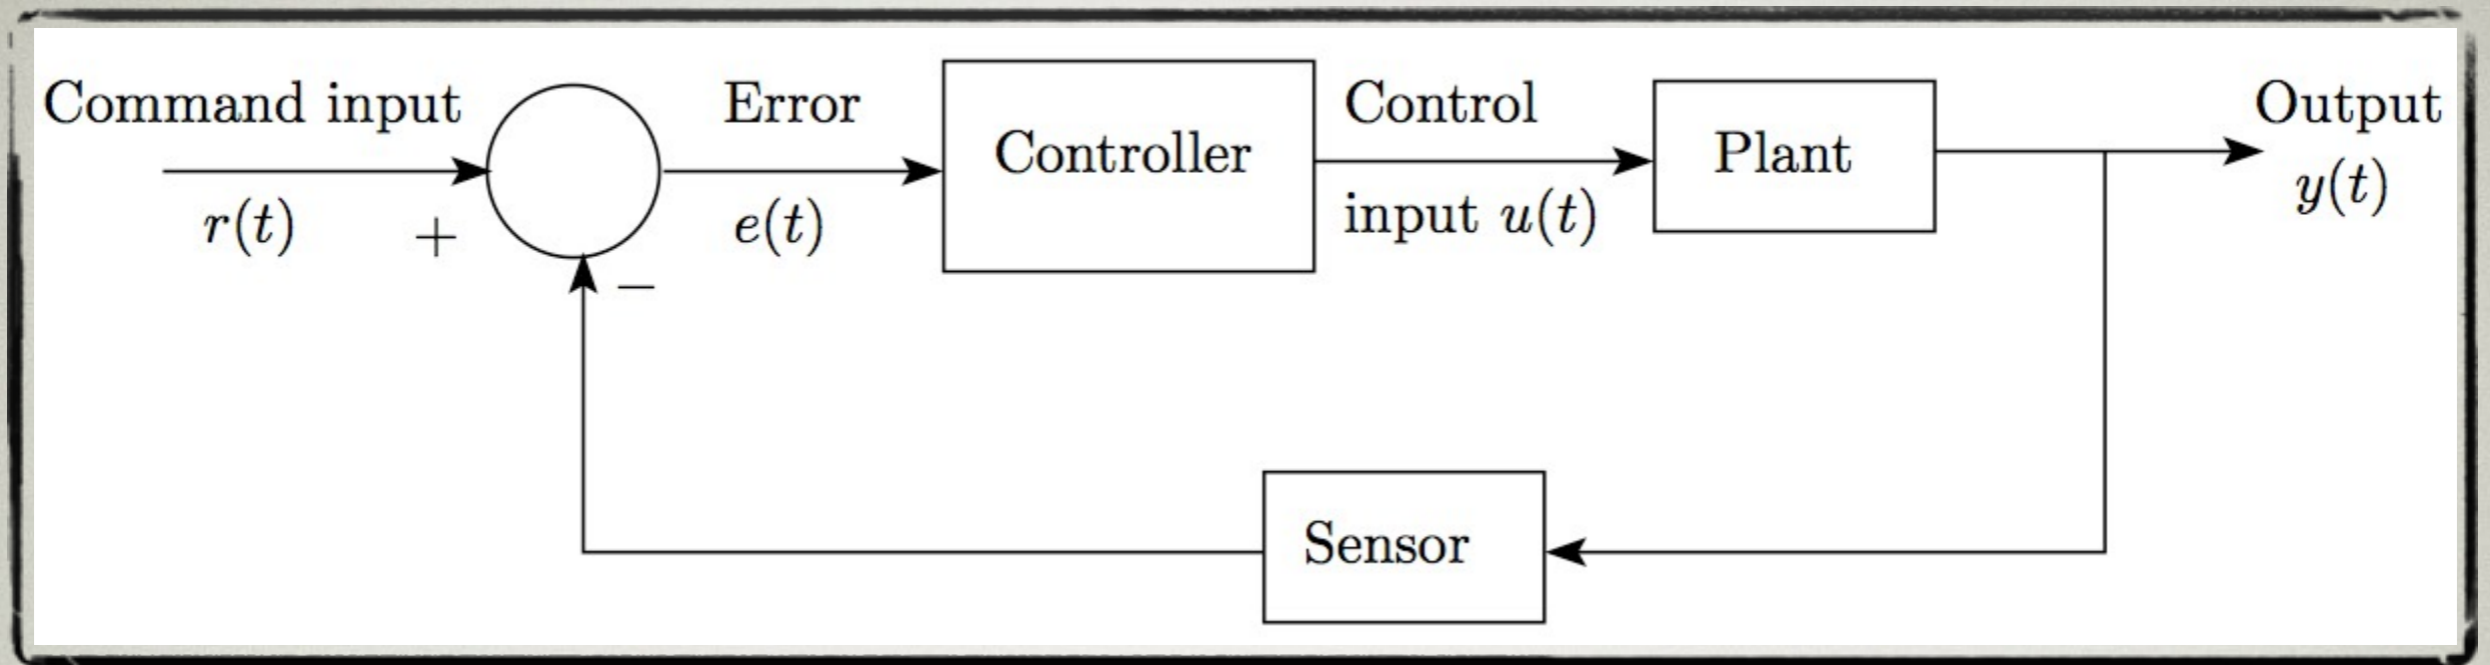 Command input
r(t)
+
−
Error
e(t)
Controller
Control
input u(t)
Plant
Output
y(t)
Sensor